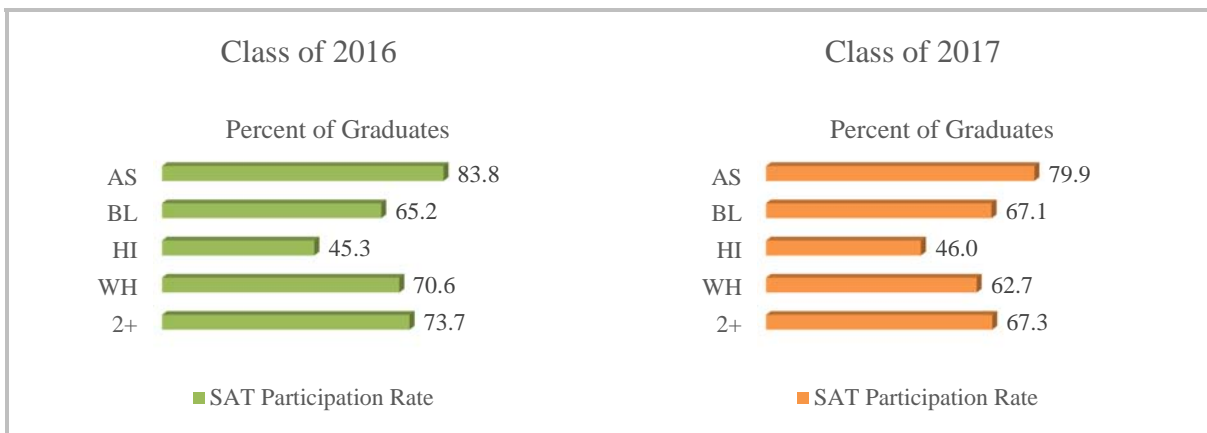 Class of 2016
Percent of Graduates
AS 83.8
BL 65.2
HI 45.3
WH 70.6
2+ 73.7
SAT Participation Rate
Class of 2017
Percent of Graduates
AS 79.9
BL 67.1
HI 46.0
WH 62.7
2+ 67.3
SAT Participation Rate